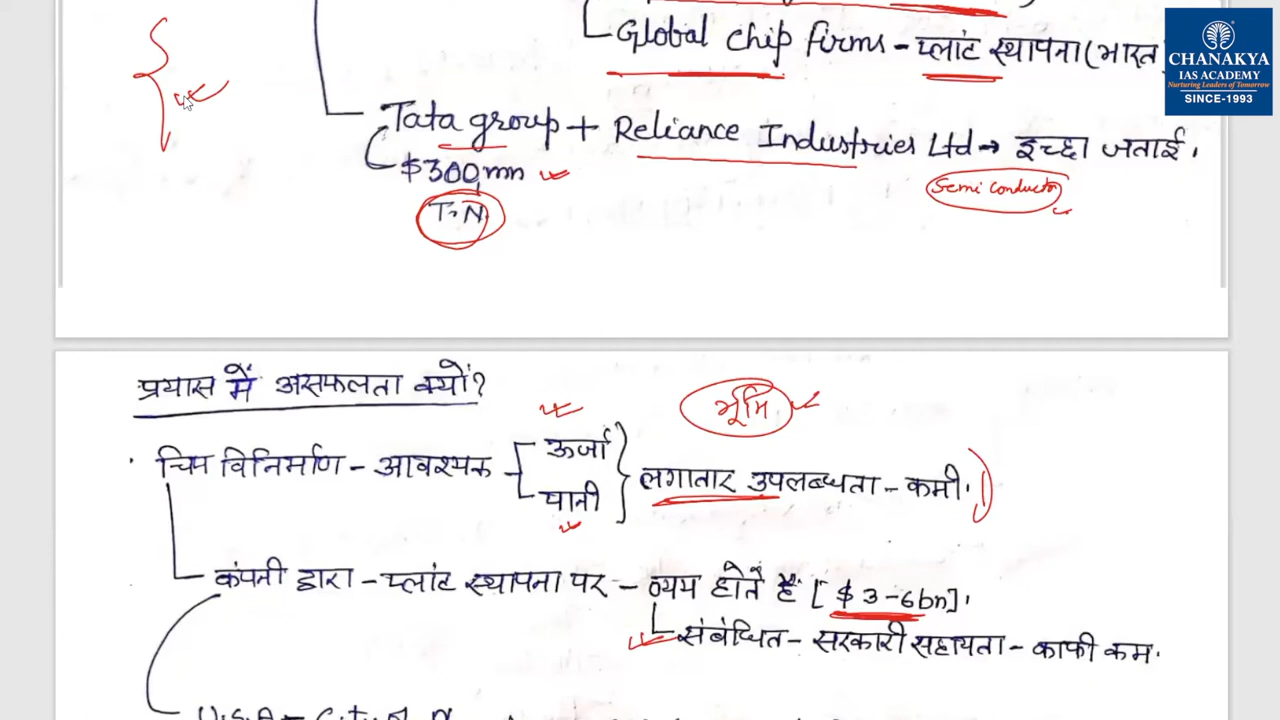 Global chip firms - प्लांट स्थापना (भारत
CHANAKYA
IAS ACADEMY
Nurturing Leaders of Tomorrow
SINCE-1993
Tata group + Reliance Industries Ltd → इच्छा जताई.
$300 mn
Semi conductor
T.N
प्रयास में असफलता क्यों?
भूमि
चिप विनिर्माण - आवश्यक
ऊर्जा
पानी
लगातार उपलब्धता - कमी.
कंपनी द्वारा - प्लांट स्थापना पर - व्यय होते हैं [$3-6bn].
संबंधित - सरकारी सहायता - काफी कम.
U.S.A -